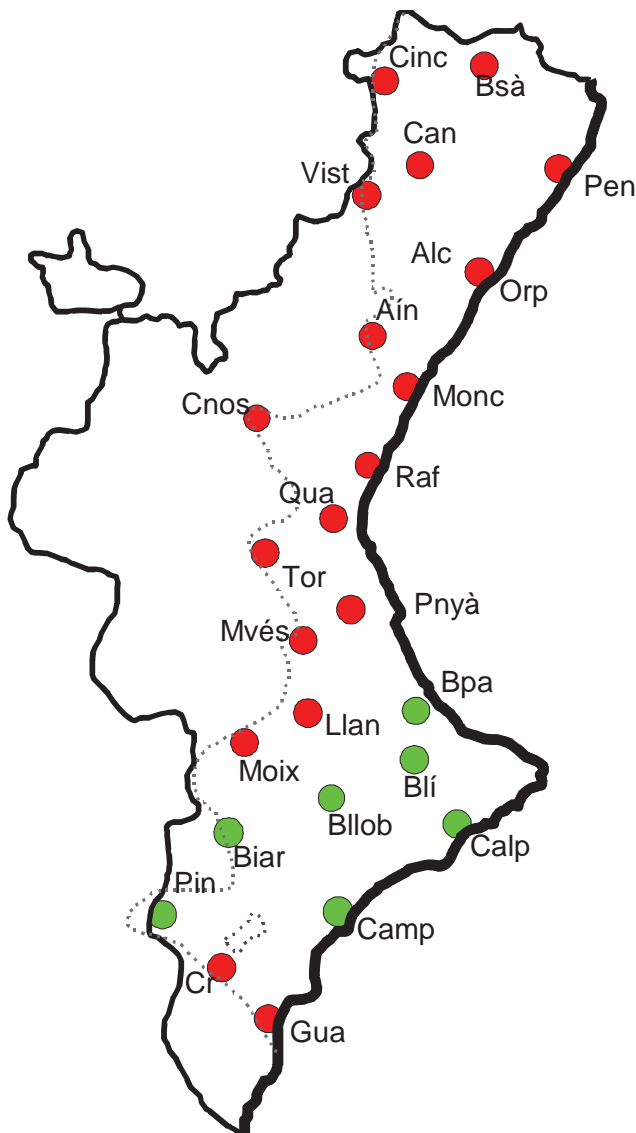 Cinc
Bsà
Can
Vist
Pen
Alc
Orp
Aín
Monc
Cnos
Raf
Qua
Tor
Pnyà
Mvés
Bpa
Llan
Moix
Blí
Bllob
Calp
Biar
Pin
Camp
Cr
Gua